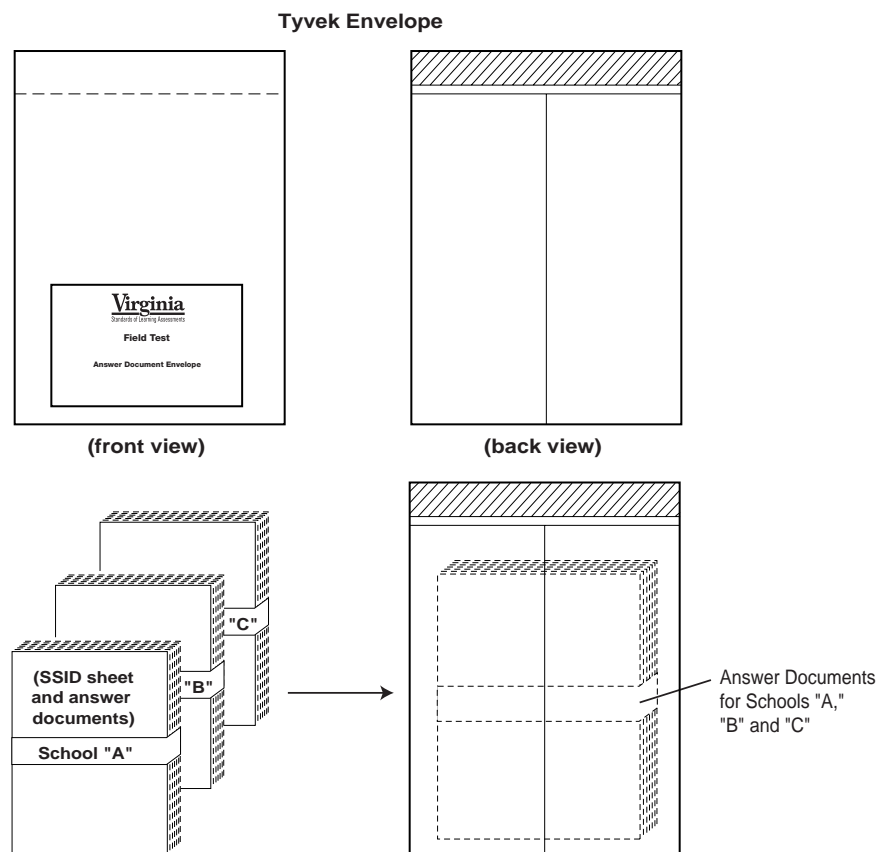 Tyvek Envelope
Virginia
Standards of Learning Assessments
Field Test
Answer Document Envelope
(front view)
(back view)
"C"
"B"
(SSID sheet
and answer
documents)
School "A"
Answer Documents
for Schools "A,"
"B" and "C"